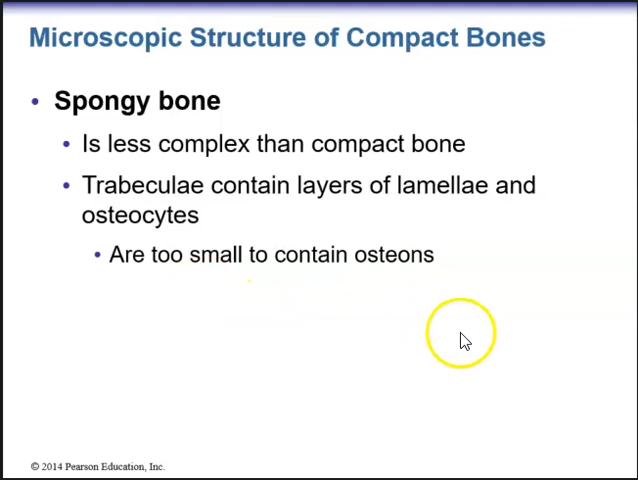 Microscopic Structure of Compact Bones
• Spongy bone
• Is less complex than compact bone
• Trabeculae contain layers of lamellae and
osteocytes
• Are too small to contain osteons
© 2014 Pearson Education, Inc.